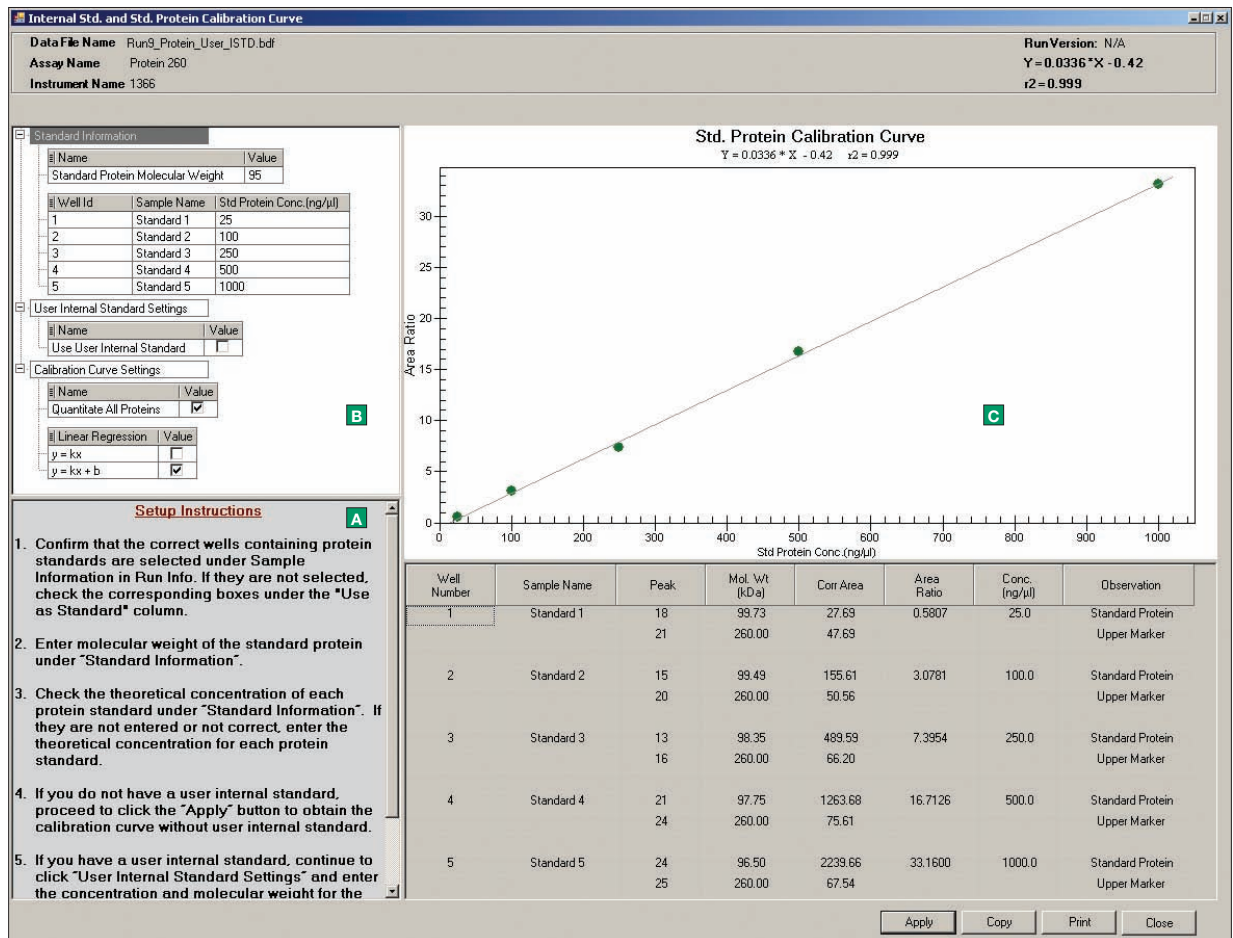 Internal Std. and Std. Protein Calibration Curve
Data File Name Run9_Protein_User_ISTD.bdf
Assay Name Protein 260
Instrument Name 1366
Run Version: N/A
Y = 0.0336 * X - 0.42
r2 = 0.999
Standard Information
Name Value
Standard Protein Molecular Weight 95
Well Id Sample Name Std Protein Conc.(ng/µl)
1 Standard 1 25
2 Standard 2 100
3 Standard 3 250
4 Standard 4 500
5 Standard 5 1000
User Internal Standard Settings
Name Value
Use User Internal Standard
Calibration Curve Settings
Name Value
Quantitate All Proteins
B
Linear Regression Value
y = kx
y = kx + b
Setup Instructions
A
1. Confirm that the correct wells containing protein
standards are selected under Sample
Information in Run Info. If they are not selected,
check the corresponding boxes under the "Use
as Standard" column.
2. Enter molecular weight of the standard protein
under "Standard Information".
3. Check the theoretical concentration of each
protein standard under "Standard Information". If
they are not entered or not correct, enter the
theoretical concentration for each protein
standard.
4. If you do not have a user internal standard,
proceed to click the "Apply" button to obtain the
calibration curve without user internal standard.
5. If you have a user internal standard, continue to
click "User Internal Standard Settings" and enter
the concentration and molecular weight for the
Std. Protein Calibration Curve
Y = 0.0336 * X - 0.42 r2 = 0.999
Area Ratio
30
25
20
15
10
5
0
C
0 100 200 300 400 500 600 700 800 900 1000
Std Protein Conc.(ng/µl)
Well Number Sample Name Peak Mol. Wt (kDa) Corr Area Area Ratio Conc. (ng/µl) Observation
1 Standard 1 18 99.73 27.69 0.5807 25.0 Standard Protein
21 260.00 47.69 Upper Marker
2 Standard 2 15 99.49 155.61 3.0781 100.0 Standard Protein
20 260.00 50.56 Upper Marker
3 Standard 3 13 98.35 489.59 7.3954 250.0 Standard Protein
16 260.00 66.20 Upper Marker
4 Standard 4 21 97.75 1263.68 16.7126 500.0 Standard Protein
24 260.00 75.61 Upper Marker
5 Standard 5 24 96.50 2239.66 33.1600 1000.0 Standard Protein
25 260.00 67.54 Upper Marker
Apply Copy Print Close